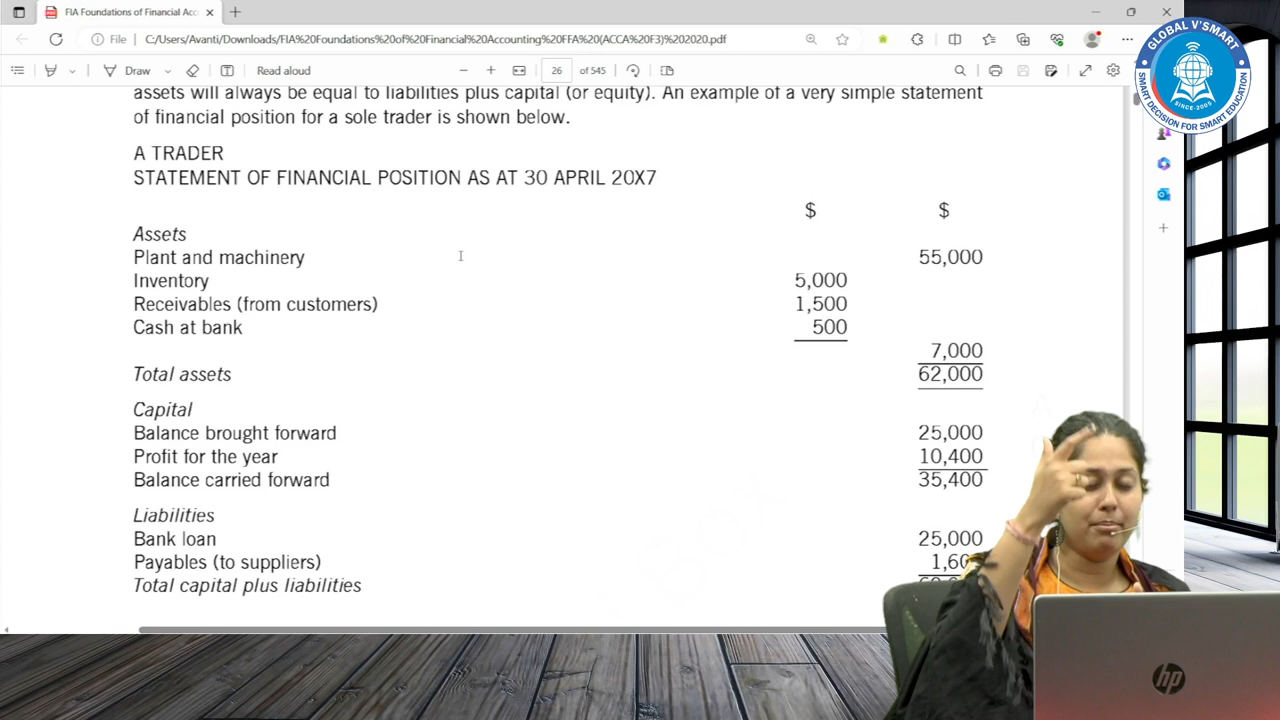 FIA Foundations of Financial Acc
File
C:/Users/Avanti/Downloads/FIA%20Foundations%20of%20Financial%20Accounting%20FFA%20(ACCA%20F3)%202020.pdf
Draw
Read aloud
26 of 545
GLOBAL V'SMART
SINCE-2005
SMART DECISION FOR SMART EDUCATION
assets will always be equal to liabilities plus capital (or equity). An example of a very simple statement
of financial position for a sole trader is shown below.
A TRADER
STATEMENT OF FINANCIAL POSITION AS AT 30 APRIL 20X7
$ $
Assets
Plant and machinery 55,000
Inventory 5,000
Receivables (from customers) 1,500
Cash at bank 500
7,000
Total assets 62,000
Capital
Balance brought forward 25,000
Profit for the year 10,400
Balance carried forward 35,400
Liabilities
Bank loan 25,000
Payables (to suppliers)
Total capital plus liabilities
hp